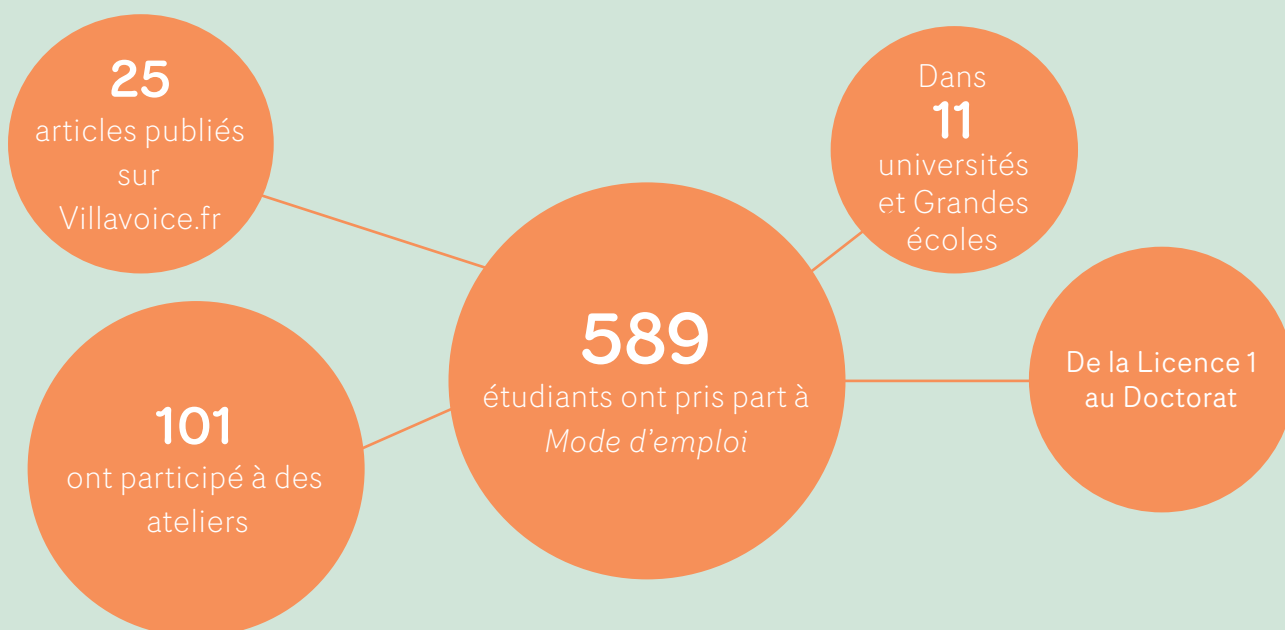 25
articles publiés
sur
Villavoice.fr
Dans
11
universités
et Grandes
écoles
589
étudiants ont pris part à
Mode d'emploi
De la Licence 1
au Doctorat
101
ont participé à des
ateliers